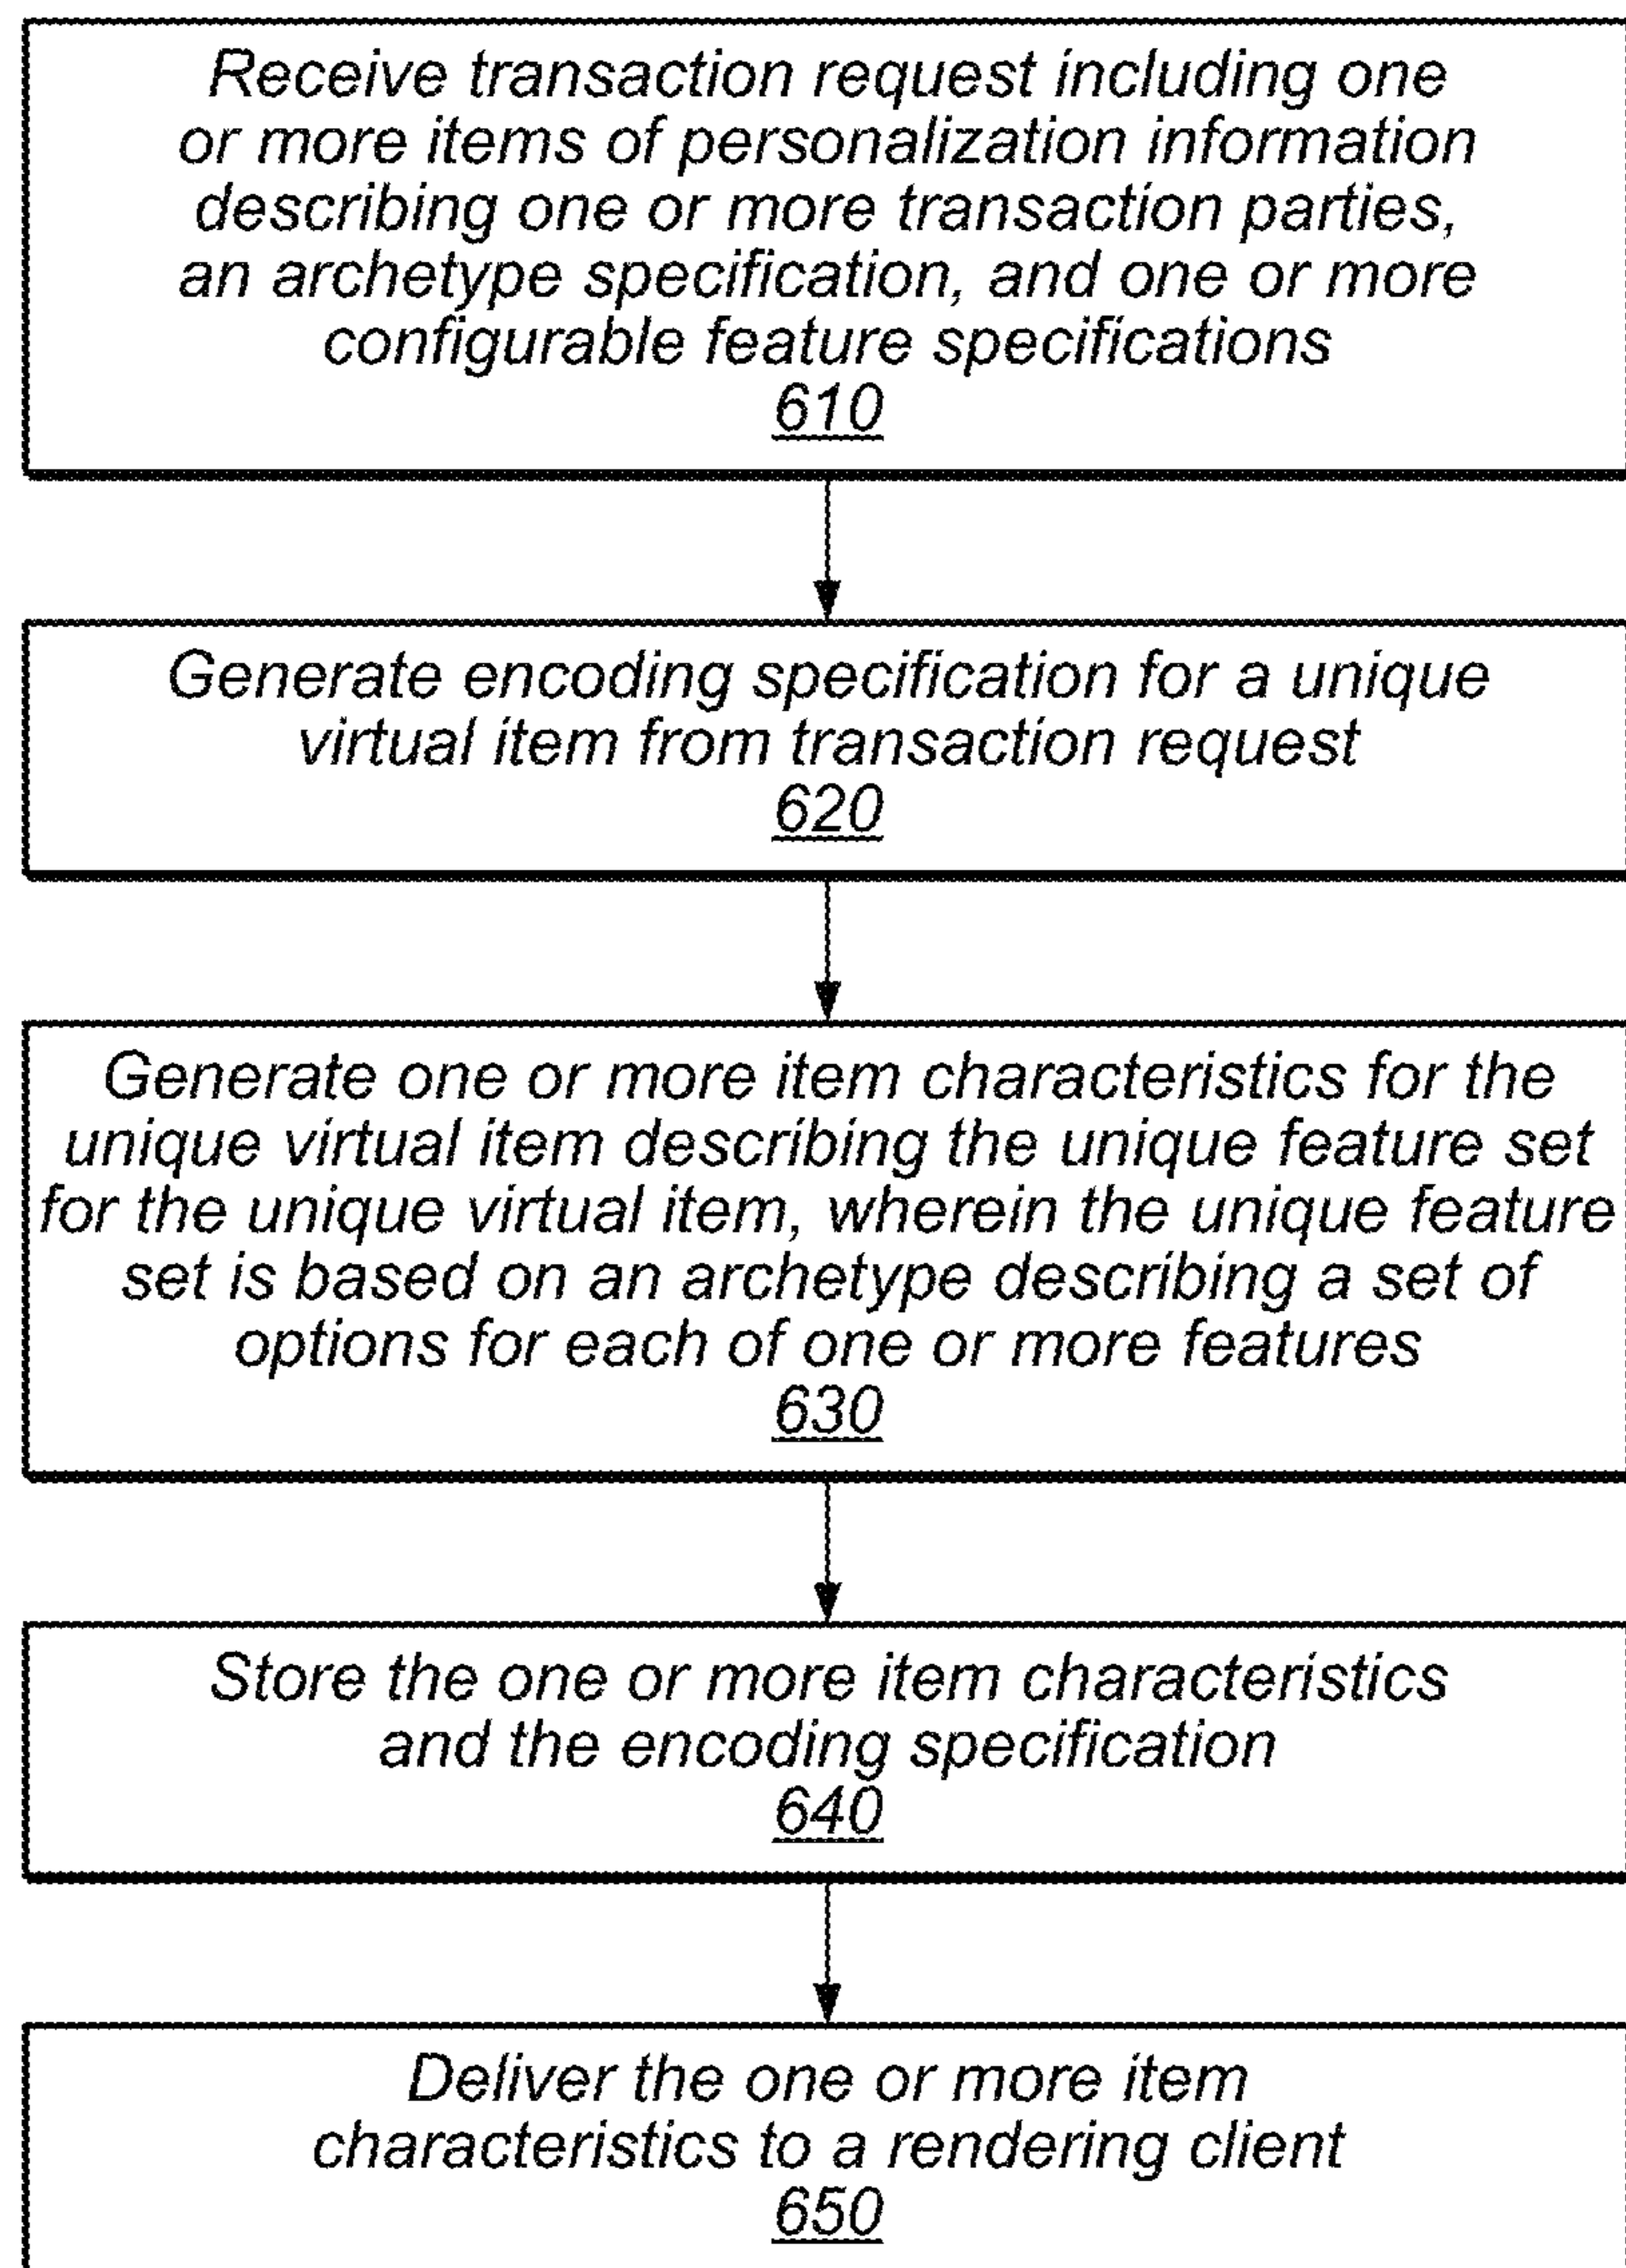 Receive transaction request including one
or more items of personalization information
describing one or more transaction parties,
an archetype specification, and one or more
configurable feature specifications
610
Generate encoding specification for a unique
virtual item from transaction request
620
Generate one or more item characteristics for the
unique virtual item describing the unique feature set
for the unique virtual item, wherein the unique feature
set is based on an archetype describing a set of
options for each of one or more features
630
Store the one or more item characteristics
and the encoding specification
640
Deliver the one or more item
characteristics to a rendering client
650